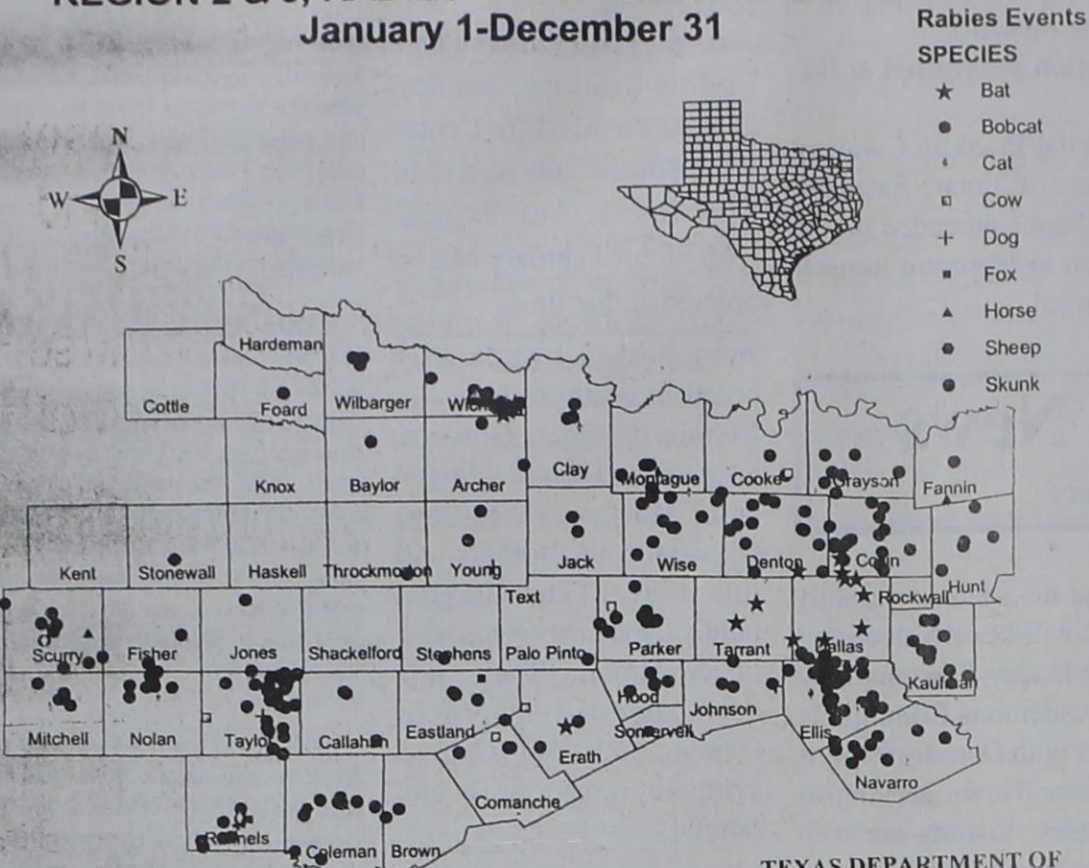 January 1-December 31
Rabies Events
SPECIES
Bat
Bobcat
Cat
Cow
Dog
Fox
Horse
Sheep
Skunk
N
W E
S
Hardeman
Cottle Foard Wilbarger
Clay
Knox Baylor Archer Montague Cooke Grayson Fannin
Kent Stonewall Haskell Throckmorton Young Jack Wise Denton Collin Hunt
Text Rockwall
Scurry Fisher Jones Shackelford Stephens Palo Pinto Parker Tarrant Dallas
Kaufman
Hood
Johnson
Mitchell Nolan Taylor Callahan Eastland Somervell Ellis
Erath
Navarro
Comanche
Runnels Coleman Brown
TEXAS DEPARTMENT OF